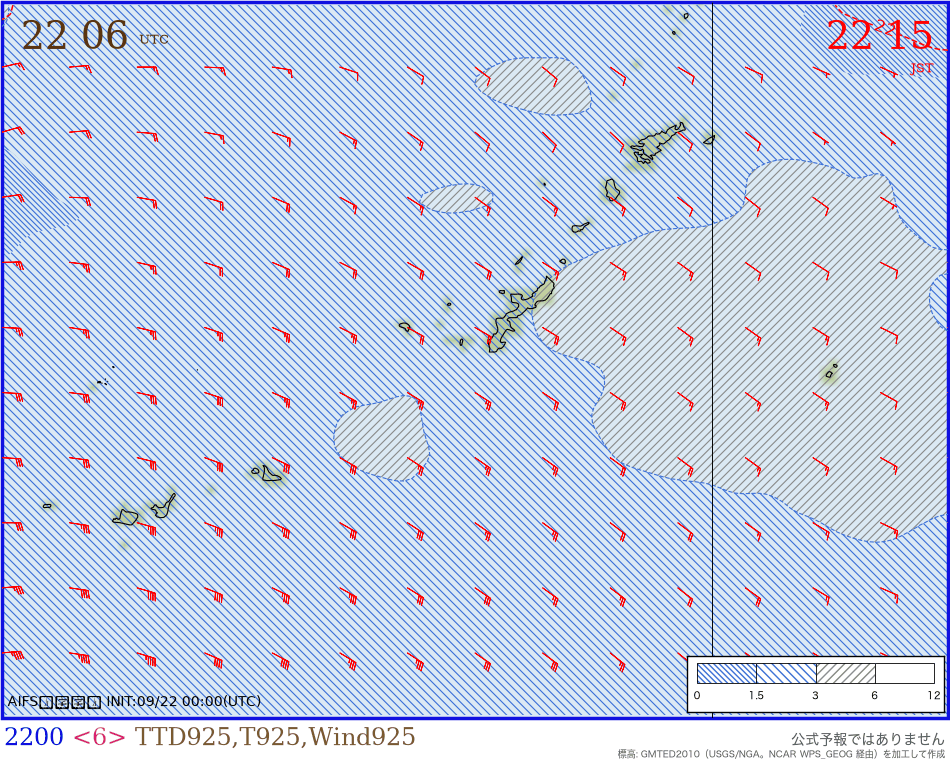 22 06 UTC
22 15
JST
AIFS INIT:09/22 00:00(UTC)
0 1.5 3 6 12
2200 <6> TTD925,T925,Wind925
公式予報ではありません
標高: GMTED2010（USGS/NGA。NCAR WPS_GEOG 経由）を加工して作成